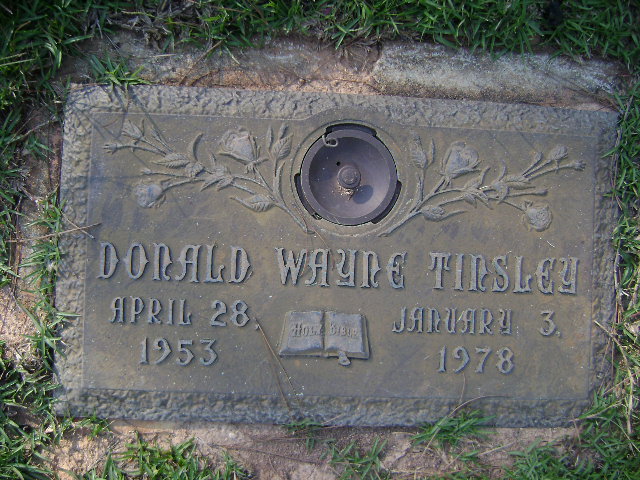 DONALD WAYNE TINSLEY
APRIL 28 JANUARY 3.
1953 1978
HOLY BIBLE